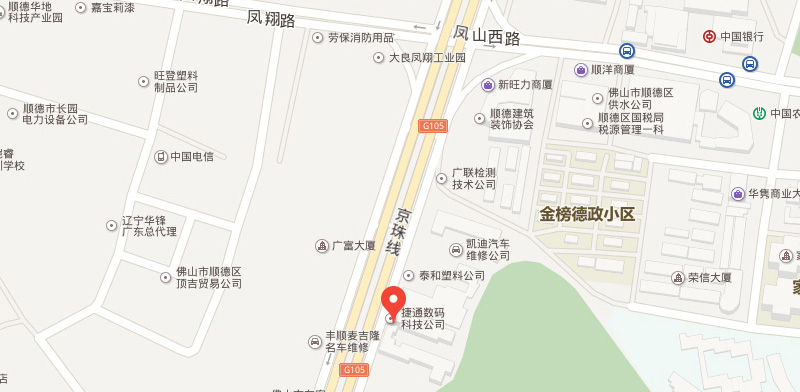 顺德华地
科技产业园
嘉宝莉漆
凤翔路
劳保消防用品
凤山西路
中国银行
大良凤翔工业园
旺登塑料
制品公司
新旺力商厦
顺洋商厦
佛山市顺德区
供水公司
顺德市长园
电力设备公司
G105
顺德建筑
装饰协会
顺德区国税局
税源管理一科
中国农
中国电信
训学校
广联检测
技术公司
华隽商业大
金榜德政小区
辽宁华锋
广东总代理
京珠线
广富大厦
凯迪汽车
维修公司
佛山市顺德区
顶吉贸易公司
泰和塑料公司
荣信大厦
捷通数码
科技公司
丰顺麦吉隆
名车维修
G105
店